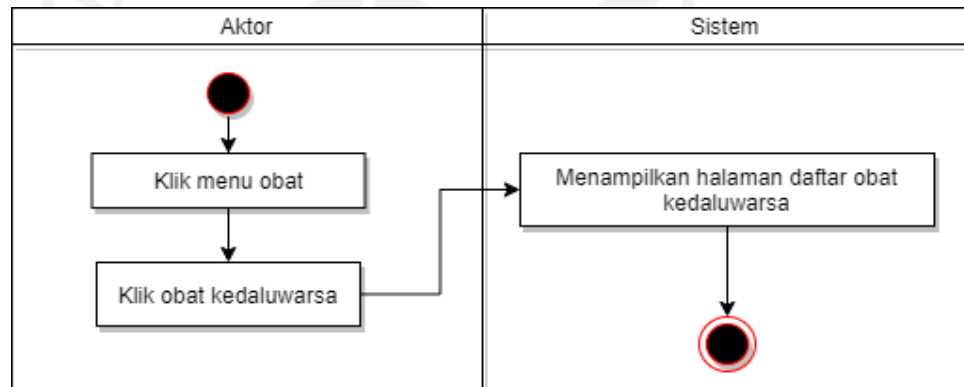 Aktor
Sistem
Klik menu obat
Klik obat kedaluwarsa
Menampilkan halaman daftar obat
kedaluwarsa